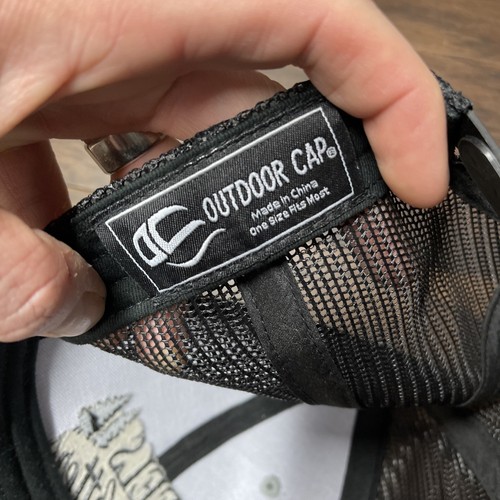 OUTDOOR CAP®
Made in China
One Size Fits Most